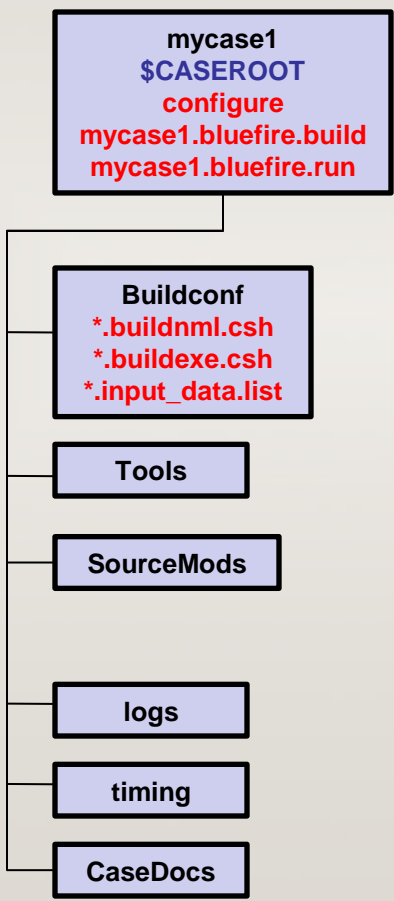 mycase1
$CASEROOT
configure
mycase1.bluefire.build
mycase1.bluefire.run
Buildconf
*.buildnml.csh
*.buildexe.csh
*.input_data.list
Tools
SourceMods
logs
timing
CaseDocs